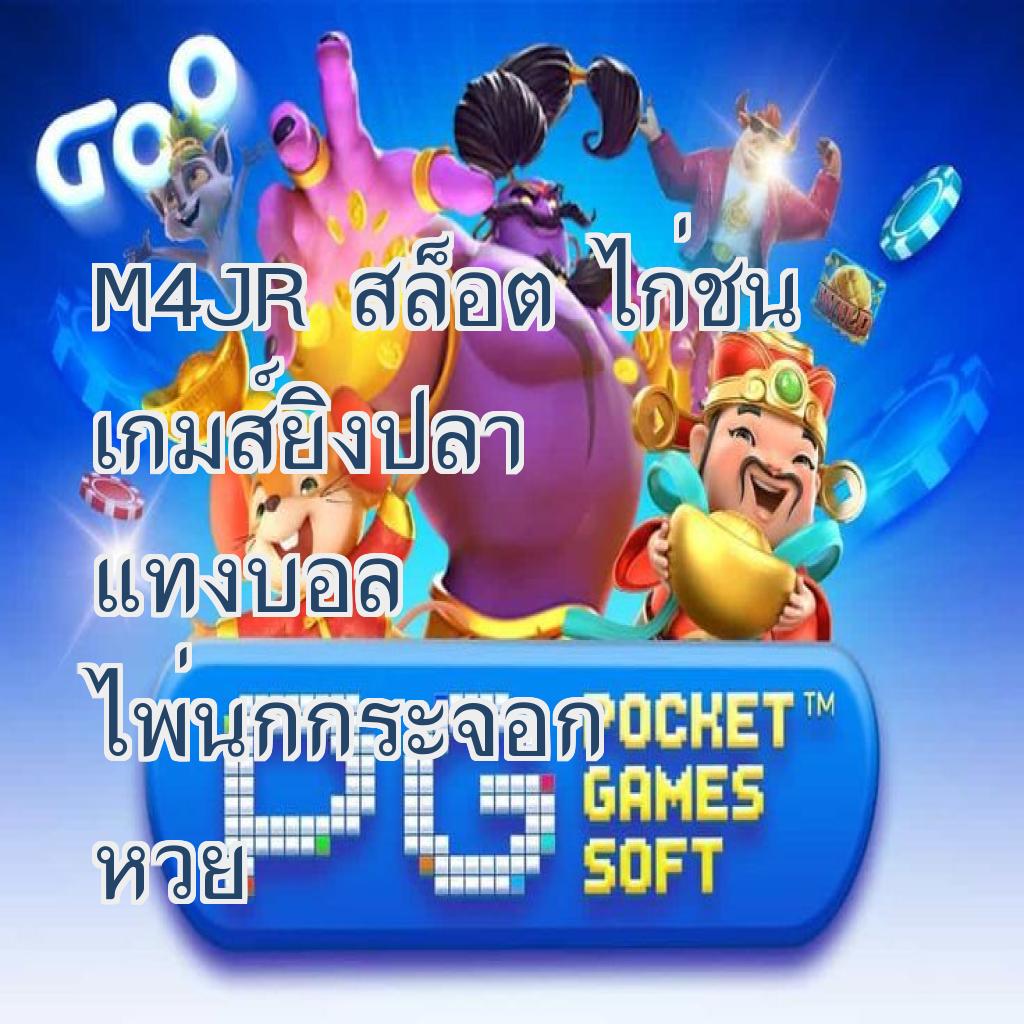 GOO
M4JR สล็อต ไก่ชน
เกมส์ยิงปลา
แทงบอล
ไพ่นกกระจอก
หวย
WILD
PG POCKET™
GAMES
SOFT